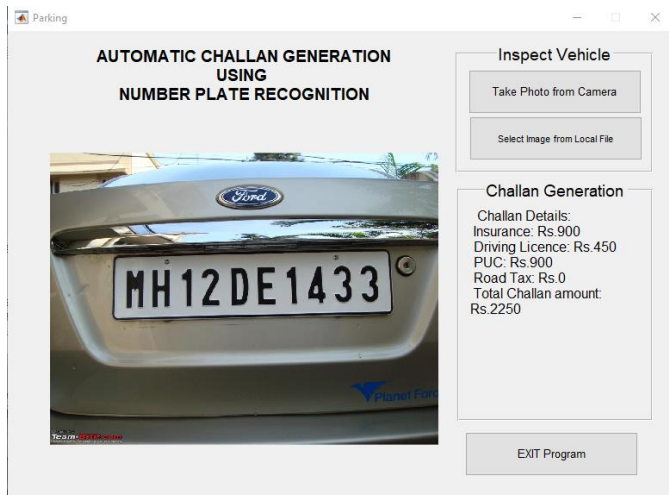 Parking
AUTOMATIC CHALLAN GENERATION
USING
NUMBER PLATE RECOGNITION
Ford
MH12DE1433
Planet Ford
Team-BHP.com
Inspect Vehicle
Take Photo from Camera
Select Image from Local File
Challan Generation
Challan Details:
Insurance: Rs.900
Driving Licence: Rs.450
PUC: Rs.900
Road Tax: Rs.0
Total Challan amount:
Rs.2250
EXIT Program